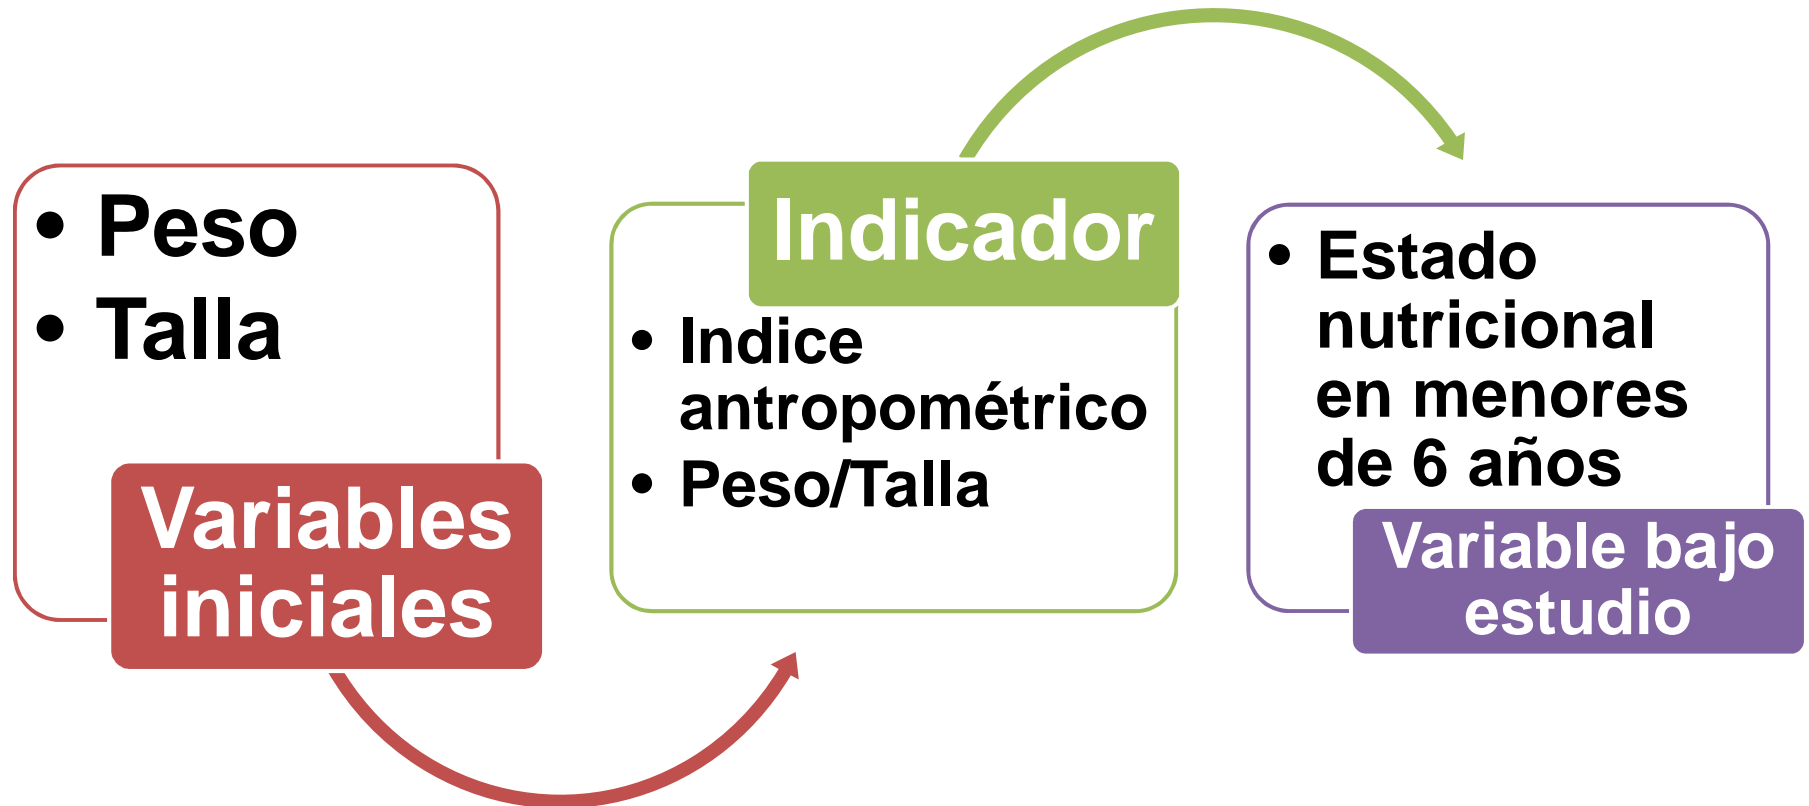 • Peso
• Talla
Variables
iniciales
Indicador
• Indice
antropométrico
• Peso/Talla
• Estado
nutricional
en menores
de 6 años
Variable bajo
estudio